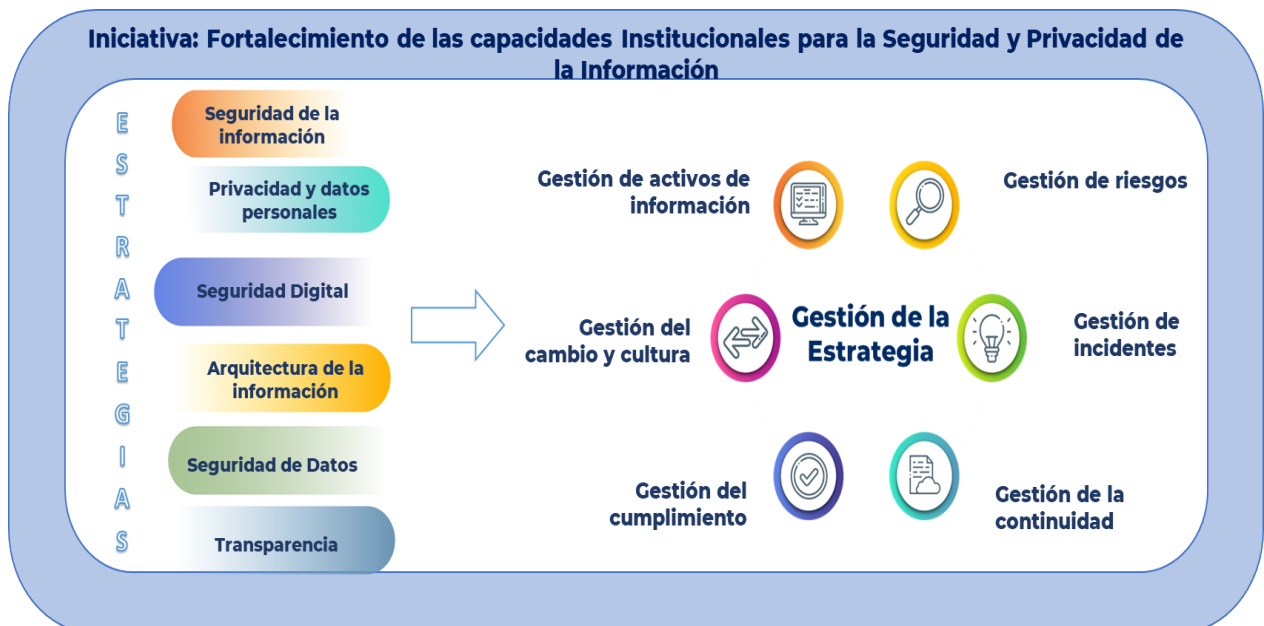 Iniciativa: Fortalecimiento de las capacidades Institucionales para la Seguridad y Privacidad de
la Información
ESTRATEGIAS
Seguridad de la
información
Privacidad y datos
personales
Seguridad Digital
Arquitectura de la
información
Seguridad de Datos
Transparencia
Gestión de activos de
información
Gestión de riesgos
Gestión del
cambio y cultura
Gestión de la
Estrategia
Gestión de
incidentes
Gestión del
cumplimiento
Gestión de la
continuidad